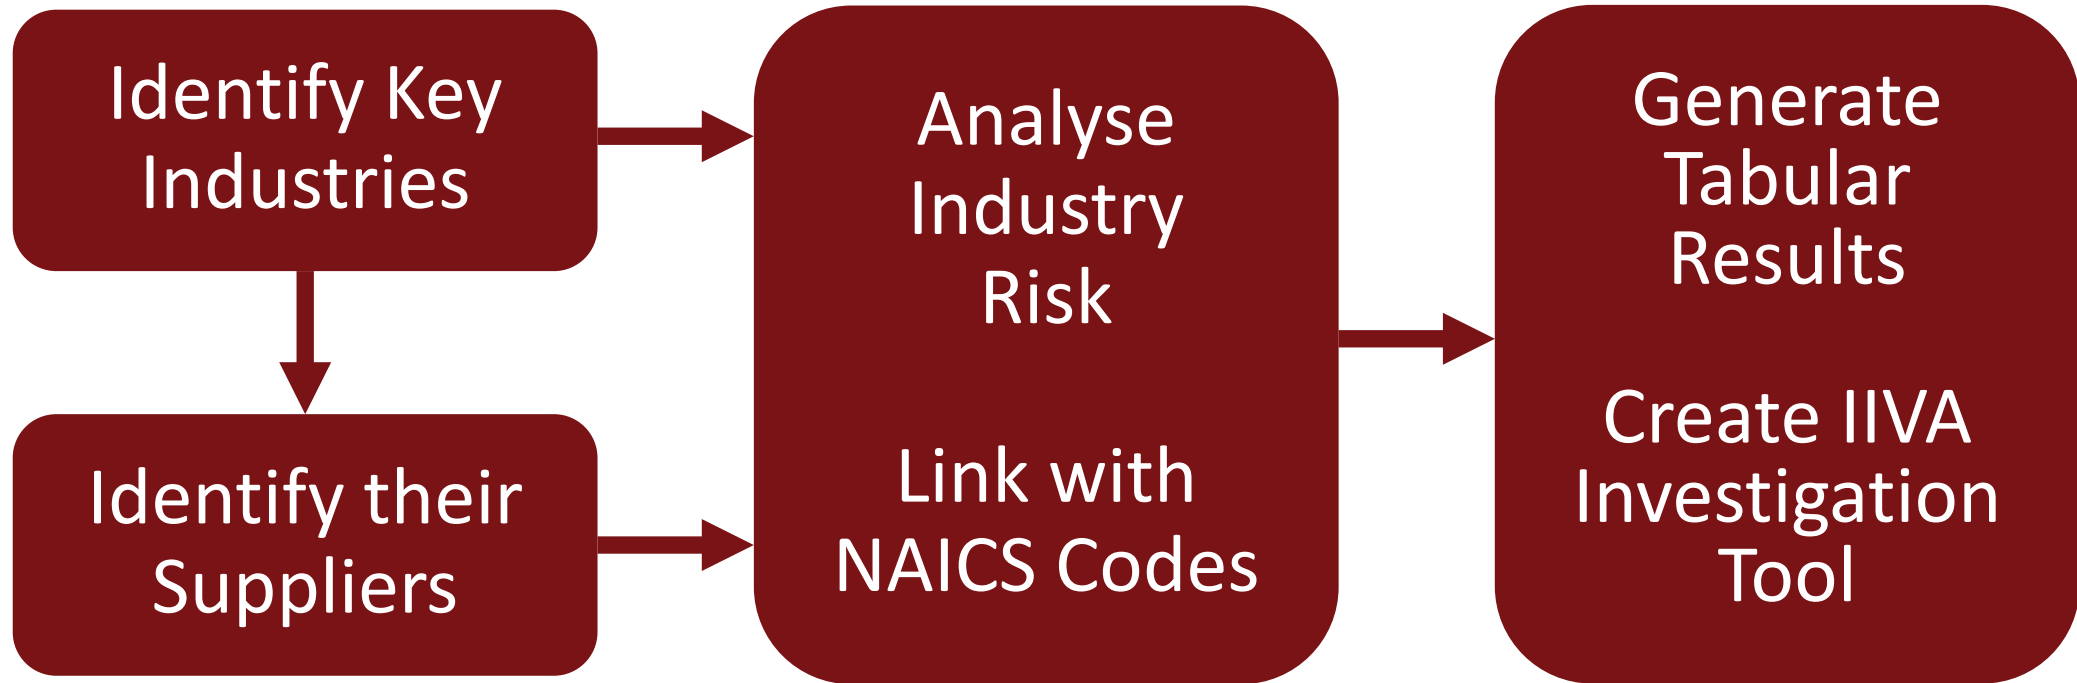 Identify Key
Industries
Identify their
Suppliers
Analyse
Industry
Risk
Link with
NAICS Codes
Generate
Tabular
Results
Create IIVA
Investigation
Tool